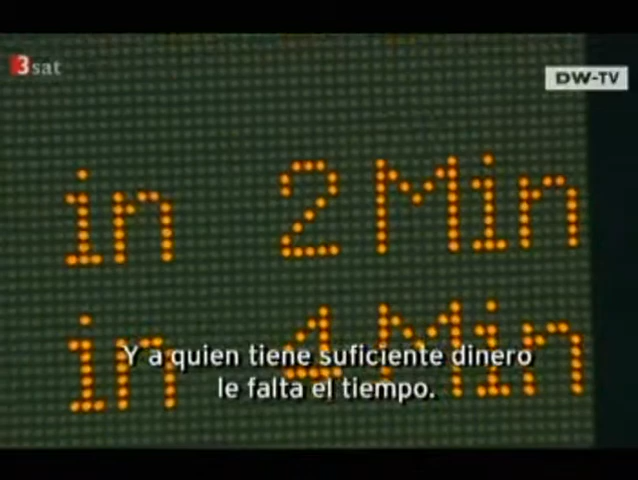 3sat
DW-TV
in 2 Min
in 4 Min
Y a quien tiene suficiente dinero
le falta el tiempo.